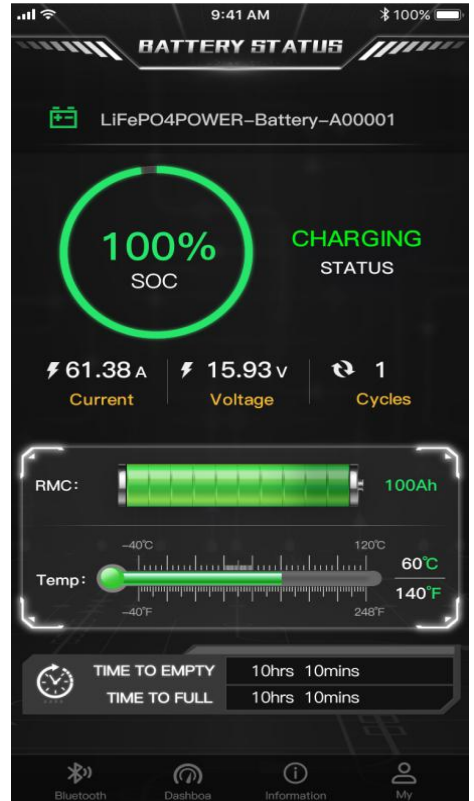 9:41 AM 100%
BATTERY STATUS
LiFePO4POWER-Battery-A00001
100%
SOC
CHARGING
STATUS
61.38 A 15.93 V 1
Current Voltage Cycles
RMC: 100Ah
-40℃ 120℃
Temp: 60℃
140℉
-40℉ 248℉
TIME TO EMPTY 10hrs 10mins
TIME TO FULL 10hrs 10mins
Bluetooth Dashboa Information My